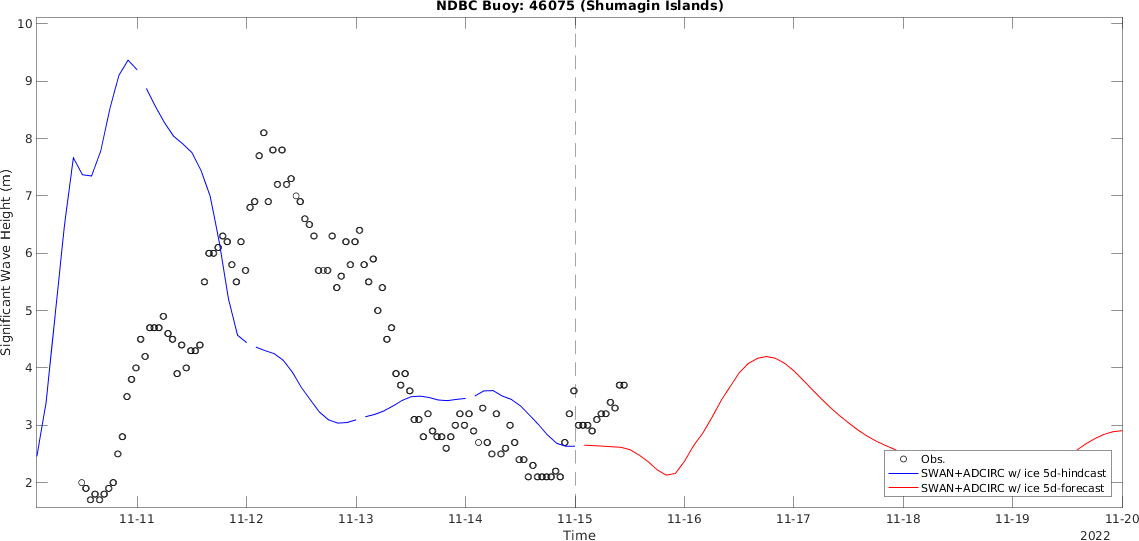 NDBC Buoy: 46075 (Shumagin Islands)
10
9
8
7
6
5
4
3
2
Significant Wave Height (m)
Obs.
SWAN+ADCIRC w/ ice 5d-hindcast
SWAN+ADCIRC w/ ice 5d-forecast
11-11 11-12 11-13 11-14 11-15 11-16 11-17 11-18 11-19 11-20
Time
2022